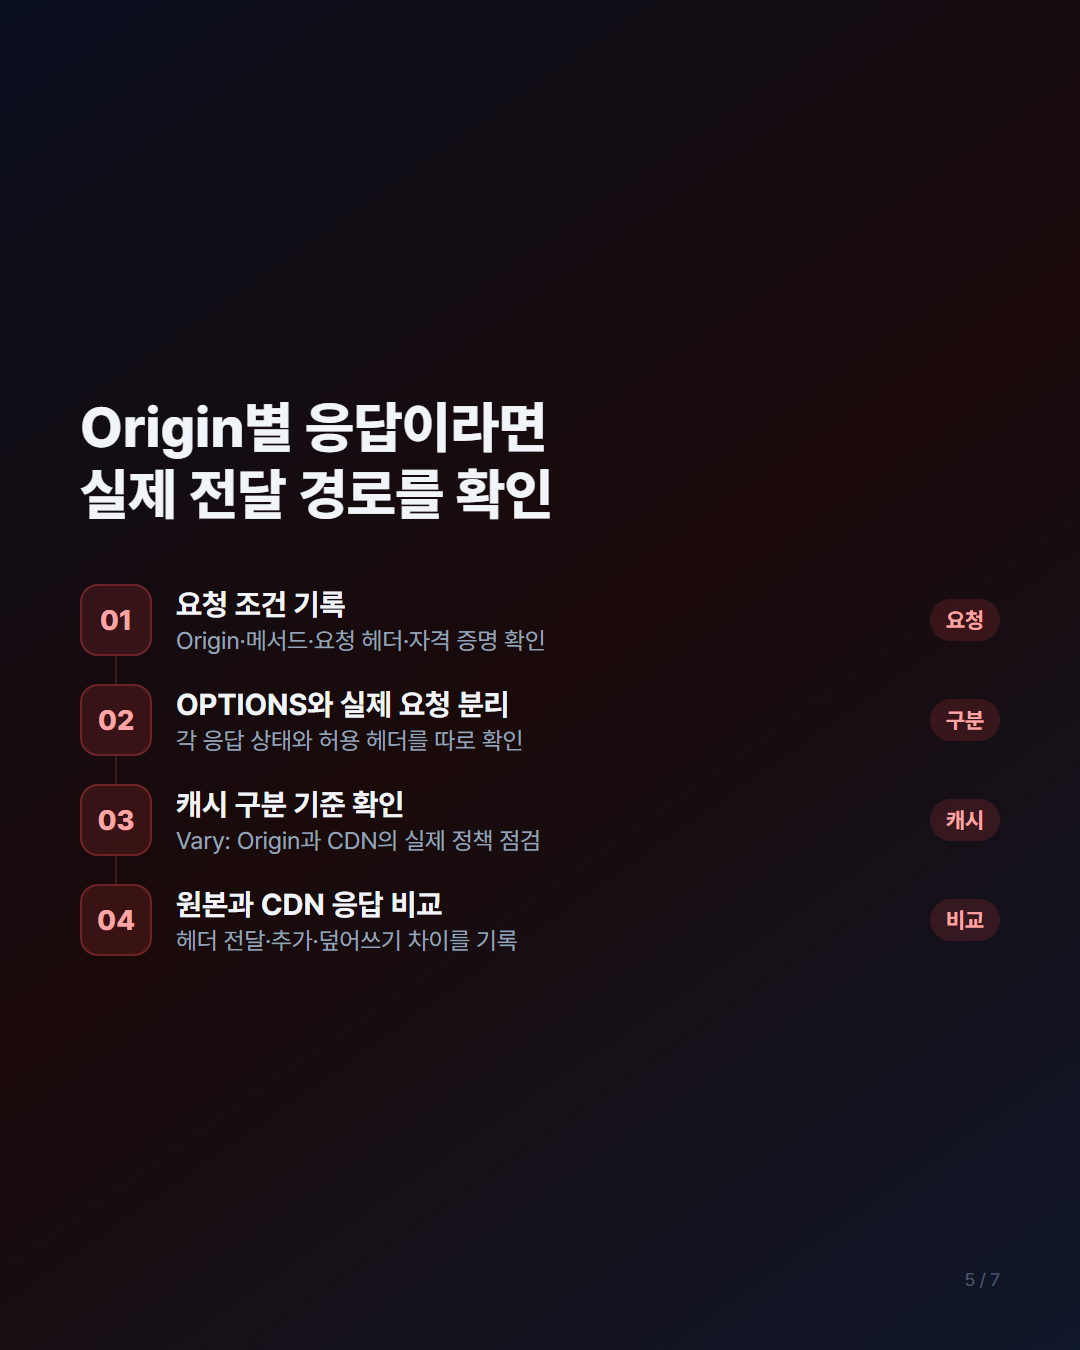 Origin별 응답이라면
실제 전달 경로를 확인
01
요청 조건 기록
Origin·메서드·요청 헤더·자격 증명 확인
요청
02
OPTIONS와 실제 요청 분리
각 응답 상태와 허용 헤더를 따로 확인
구분
03
캐시 구분 기준 확인
Vary: Origin과 CDN의 실제 정책 점검
캐시
04
원본과 CDN 응답 비교
헤더 전달·추가·덮어쓰기 차이를 기록
비교
5 / 7